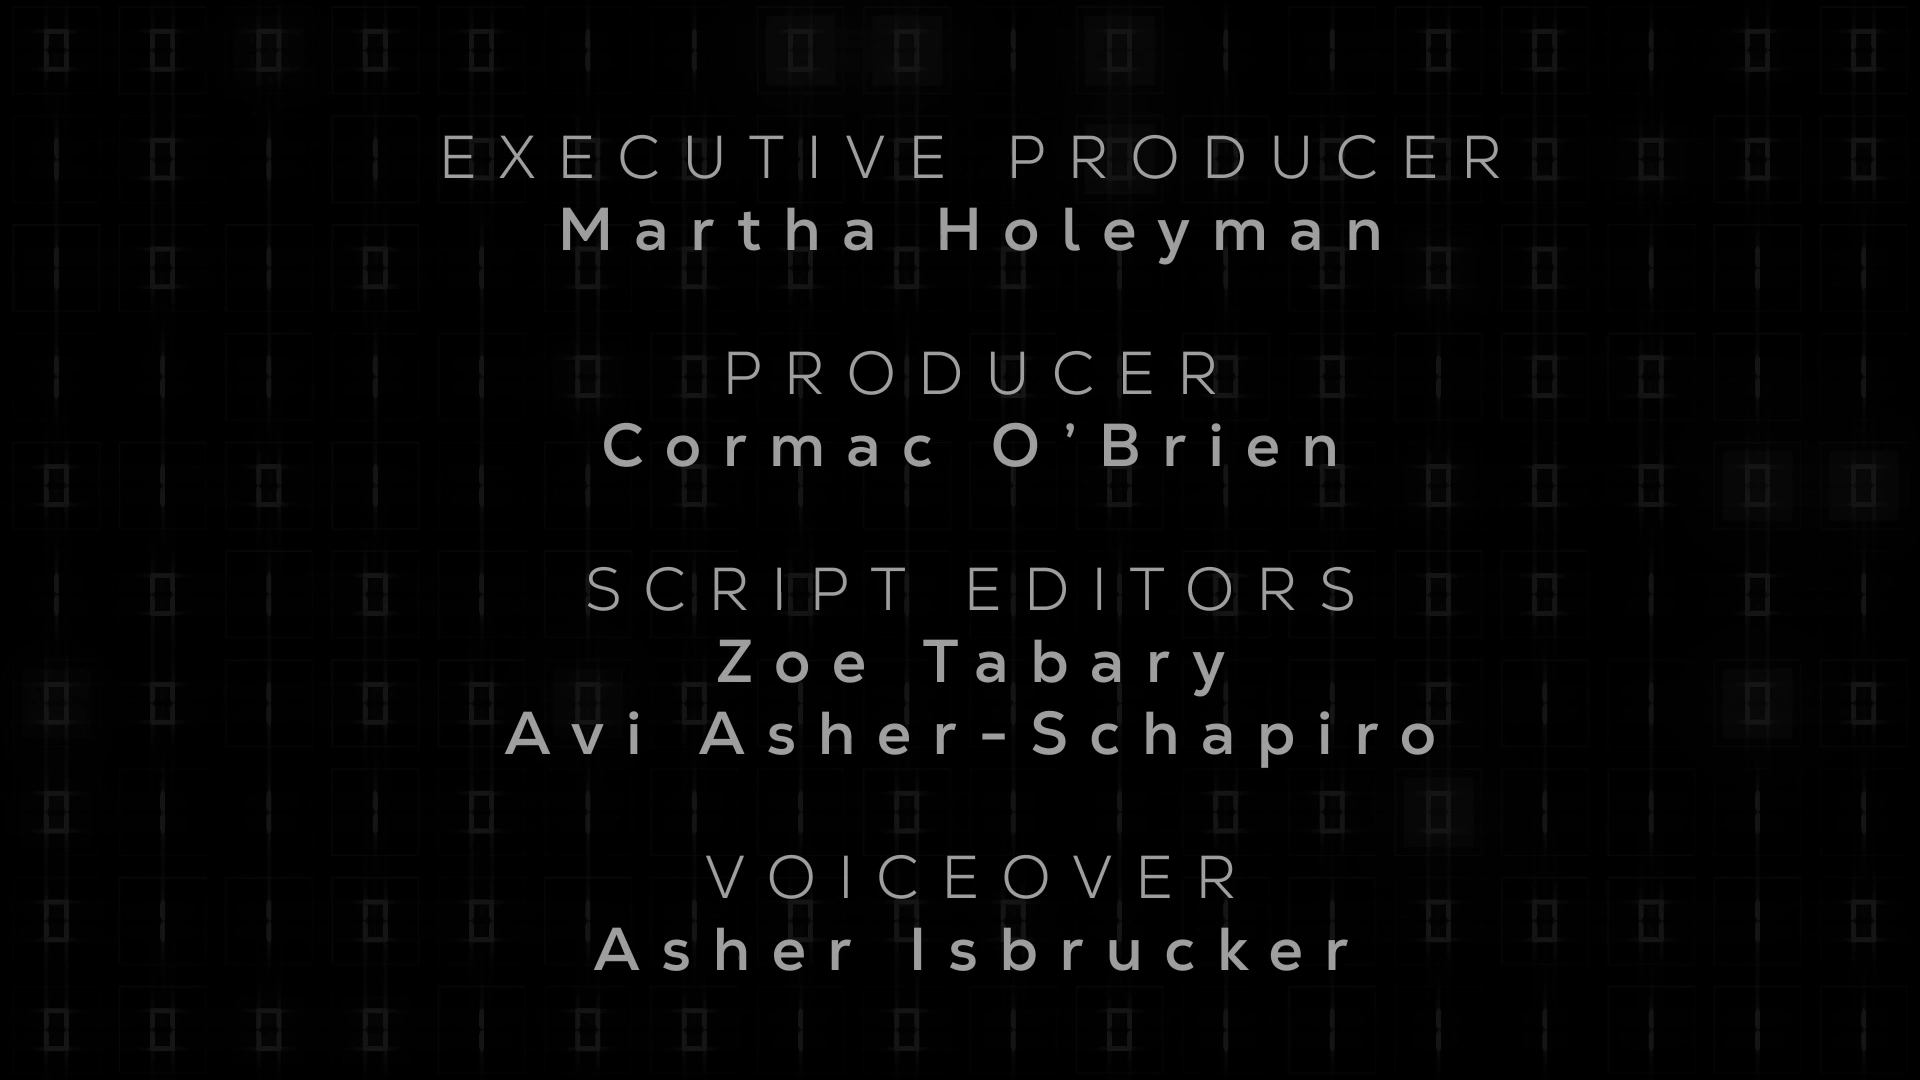 EXECUTIVE PRODUCER
Martha Holeyman
PRODUCER
Cormac O’Brien
SCRIPT EDITORS
Zoe Tabary
Avi Asher-Schapiro
VOICEOVER
Asher Isbrucker